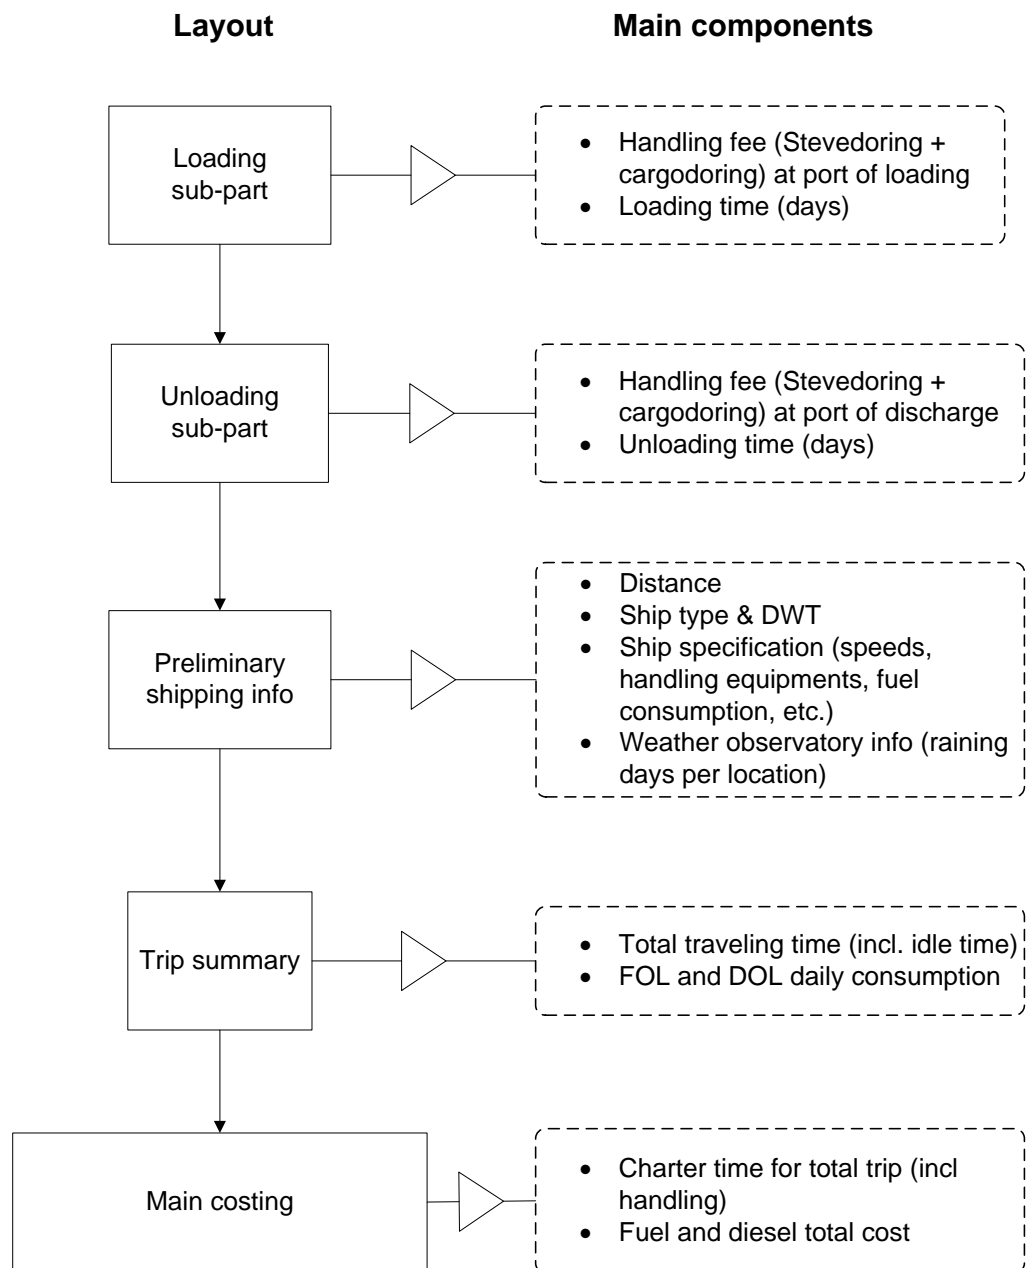 Layout
Main components
Loading
sub-part
• Handling fee (Stevedoring +
cargodoring) at port of loading
• Loading time (days)
Unloading
sub-part
• Handling fee (Stevedoring +
cargodoring) at port of discharge
• Unloading time (days)
Preliminary
shipping info
• Distance
• Ship type & DWT
• Ship specification (speeds,
handling equipments, fuel
consumption, etc.)
• Weather observatory info (raining
days per location)
Trip summary
• Total traveling time (incl. idle time)
• FOL and DOL daily consumption
Main costing
• Charter time for total trip (incl
handling)
• Fuel and diesel total cost